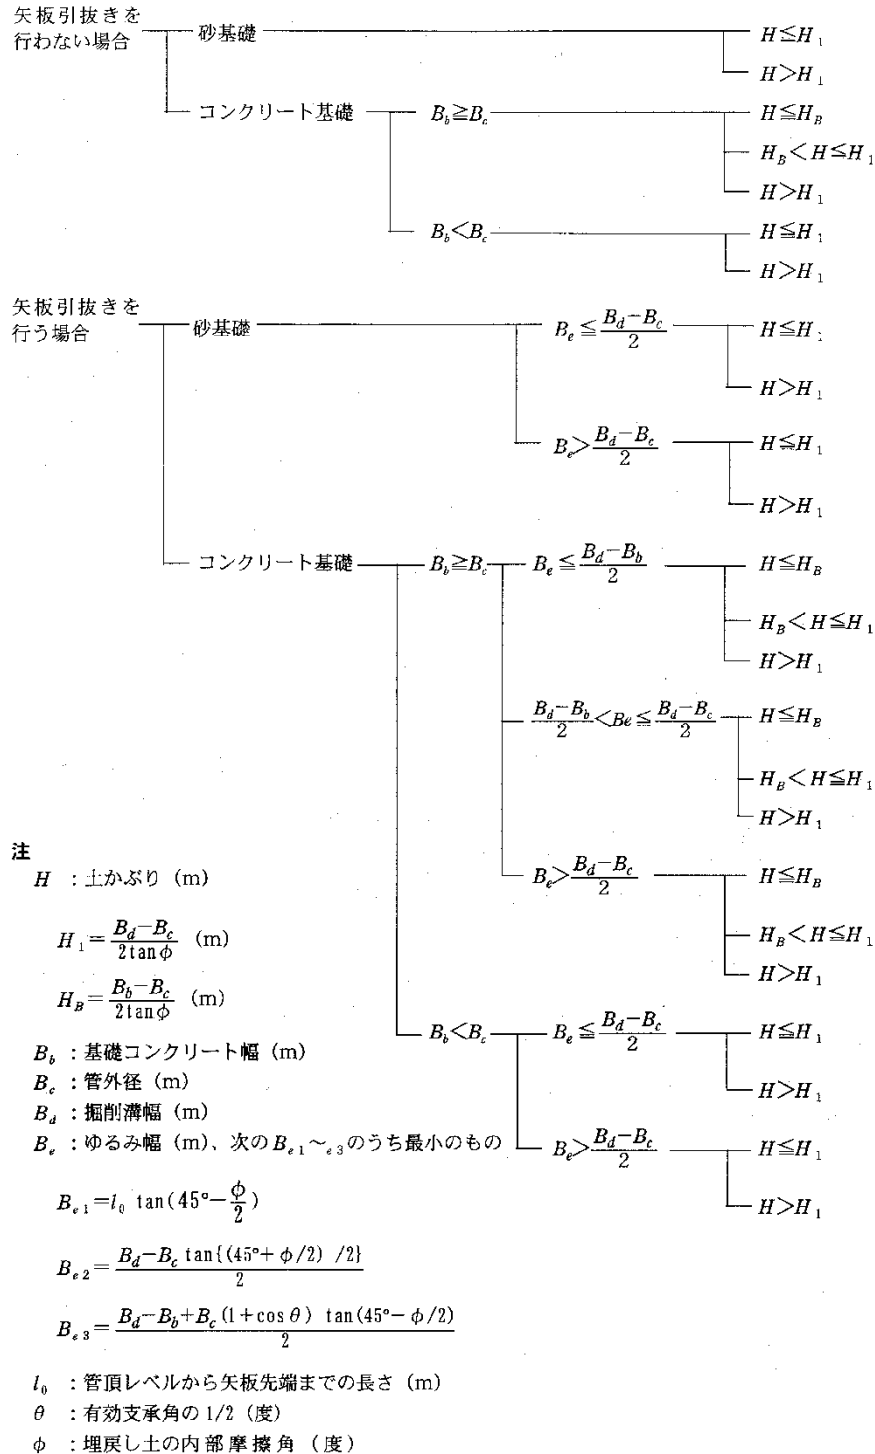 矢板引抜きを
行わない場合 砂基礎 H≦H₁
H>H₁
コンクリート基礎 B_b≧B_c H≦H_B
H_B<H≦H₁
H>H₁
B_b<B_c H≦H₁
H>H₁
矢板引抜きを
行う場合 砂基礎 B_e≦(B_d−B_c)/2 H≦H₁
H>H₁
B_e>(B_d−B_c)/2 H≦H₁
H>H₁
コンクリート基礎 B_b≧B_c B_e≦(B_d−B_b)/2 H≦H_B
H_B<H≦H₁
H>H₁
(B_d−B_b)/2<Be≦(B_d−B_c)/2 H≦H_B
H_B<H≦H₁
H>H₁
B_e>(B_d−B_c)/2 H≦H_B
H_B<H≦H₁
H>H₁
B_b<B_c B_e≦(B_d−B_c)/2 H≦H₁
H>H₁
B_e>(B_d−B_c)/2 H≦H₁
H>H₁
注
H :土かぶり (m)
H₁=(B_d−B_c)/(2tanφ) (m)
H_B=(B_b−B_c)/(2tanφ) (m)
B_b :基礎コンクリート幅 (m)
B_c :管外径 (m)
B_d :掘削溝幅 (m)
B_e :ゆるみ幅 (m)、次のB_e1〜e3のうち最小のもの
B_e1=l₀ tan(45°−φ/2)
B_e2=(B_d−B_c tan{(45°+φ/2) /2})/2
B_e3=(B_d−B_b+B_c(1+cosθ) tan(45°−φ/2))/2
l₀ :管頂レベルから矢板先端までの長さ (m)
θ :有効支承角の1/2 (度)
φ :埋戻し土の内部摩擦角 (度)